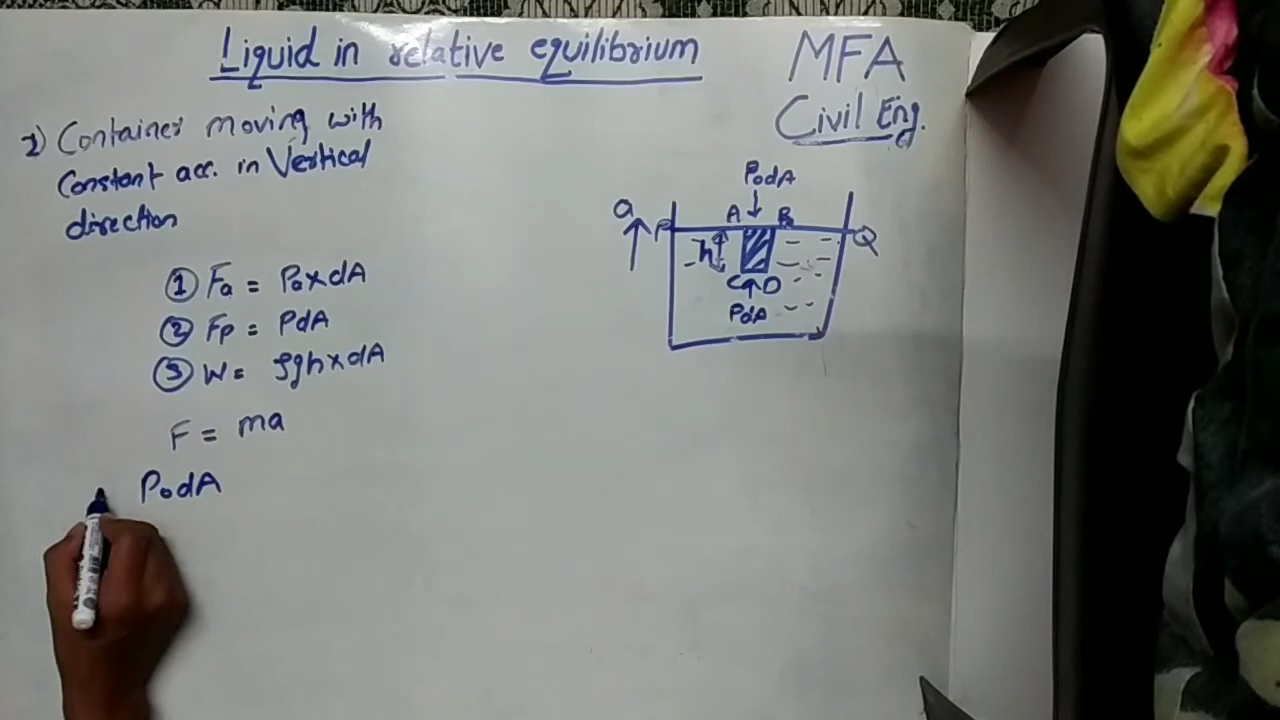 Liquid in relative equilibrium
MFA
Civil Eng.
2) Container moving with
Constant acc. in Vertical
direction
① Fa = Po×dA
② Fp = PdA
③ W = ρgh×dA
F = ma
PodA
PodA
a
P
A
B
Q
h
C
D
PdA